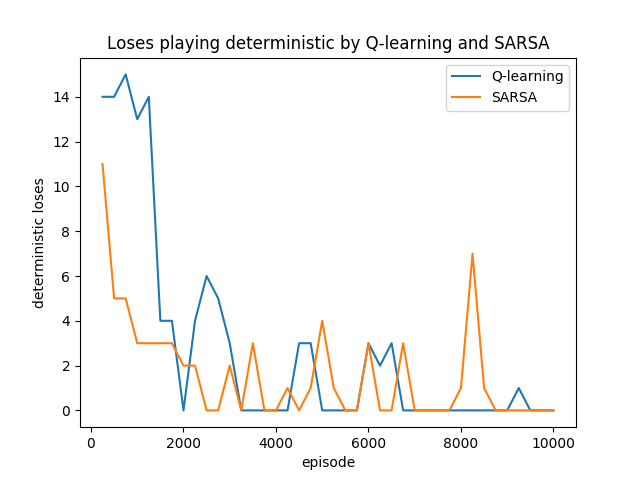 Loses playing deterministic by Q-learning and SARSA
Q-learning
SARSA
deterministic loses
14
12
10
8
6
4
2
0
0 2000 4000 6000 8000 10000
episode